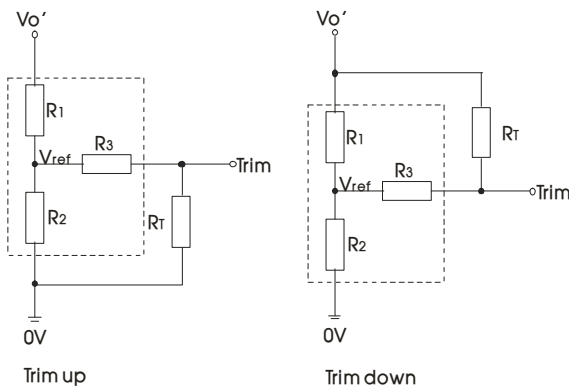 Vo'
R1
Vref
R3
Trim
R2
RT
0V
Trim up
Vo'
R1
RT
Vref
R3
Trim
R2
0V
Trim down